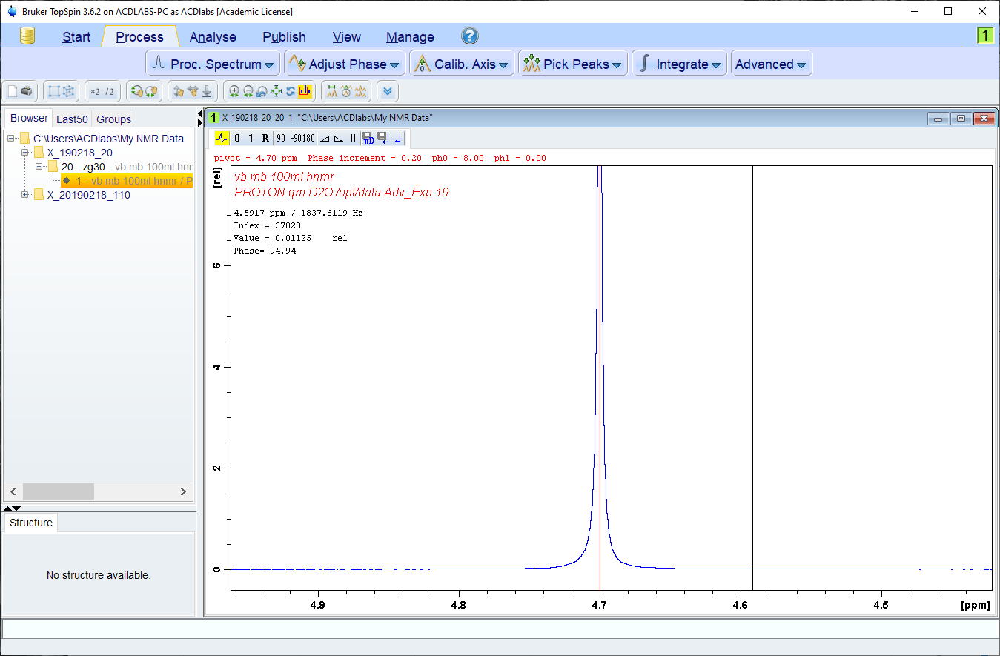 Bruker TopSpin 3.6.2 on ACDLABS-PC as ACDlabs [Academic License]
Start Process Analyse Publish View Manage ? 1
Proc. Spectrum Adjust Phase Calib. Axis Pick Peaks Integrate Advanced
*2 /2
Browser Last50 Groups
1 X_190218_20 20 1 "C:\Users\ACDlabs\My NMR Data"
C:\Users\ACDlabs\My NMR Data
X_190218_20
20 - zg30 - vb mb 100ml hnr
1 - vb mb 100ml hnmr / P
X_20190218_110
0 1 R 90 -90 180
pivot = 4.70 ppm Phase increment = 0.20 ph0 = 8.00 ph1 = 0.00
[rel]
vb mb 100ml hnmr
PROTON.qm D2O /opt/data Adv_Exp 19
4.5917 ppm / 1837.6119 Hz
Index = 37820
Value = 0.01125 rel
Phase= 94.94
6
4
2
0
4.9 4.8 4.7 4.6 4.5 [ppm]
Structure
No structure available.